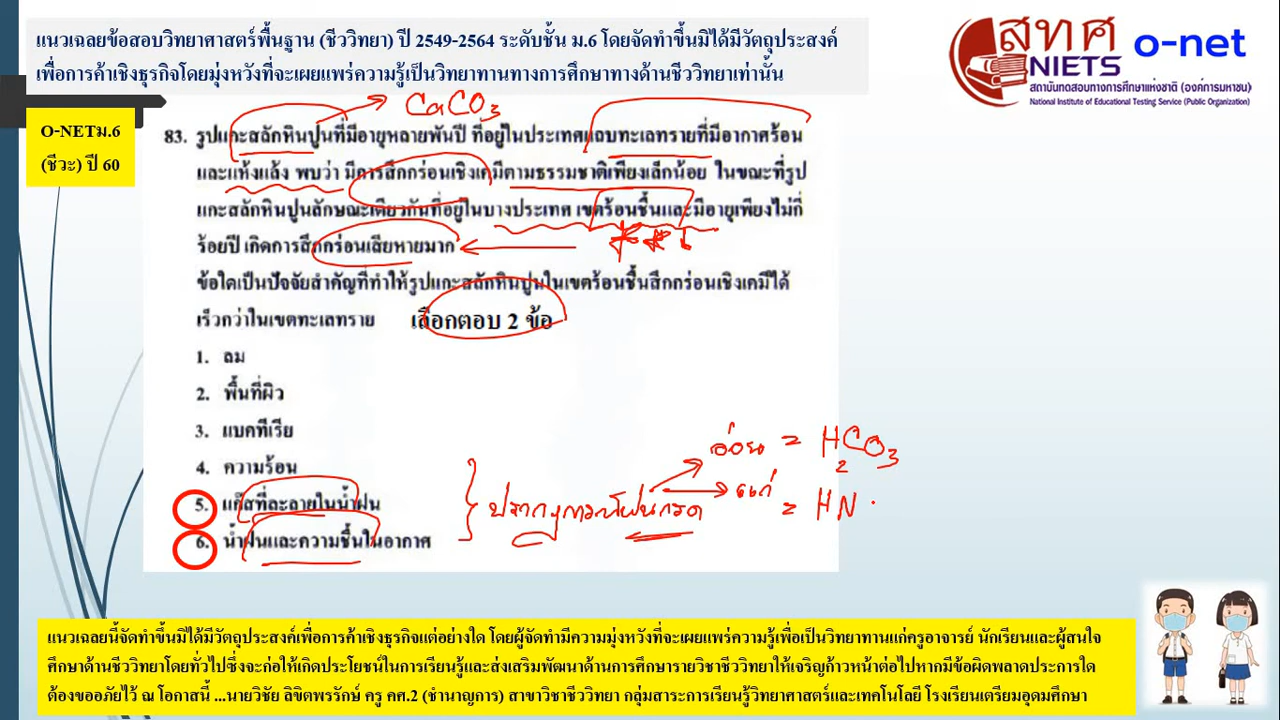 แนวเฉลยข้อสอบวิทยาศาสตร์พื้นฐาน (ชีววิทยา) ปี 2549-2564 ระดับชั้น ม.6 โดยจัดทำขึ้นมิได้มีวัตถุประสงค์
เพื่อการค้าเชิงธุรกิจโดยมุ่งหวังที่จะเผยแพร่ความรู้เป็นวิทยาทานทางการศึกษาทางด้านชีววิทยาเท่านั้น
สทศ
NIETS
o-net
สถาบันทดสอบทางการศึกษาแห่งชาติ (องค์การมหาชน)
National Institute of Educational Testing Service (Public Organization)
O-NETม.6
(ชีวะ) ปี 60
CaCO3
83. รูปแกะสลักหินปูนที่มีอายุหลายพันปี ที่อยู่ในประเทศแถบทะเลทรายที่มีอากาศร้อน
และแห้งแล้ง พบว่า มีการสึกกร่อนเชิงเคมีตามธรรมชาติเพียงเล็กน้อย ในขณะที่รูป
แกะสลักหินปูนลักษณะเดียวกันที่อยู่ในบางประเทศ เขตร้อนชื้นและมีอายุเพียงไม่กี่
ร้อยปี เกิดการสึกกร่อนเสียหายมาก
ข้อใดเป็นปัจจัยสำคัญที่ทำให้รูปแกะสลักหินปูนในเขตร้อนชื้นสึกกร่อนเชิงเคมีได้
เร็วกว่าในเขตทะเลทราย เลือกตอบ 2 ข้อ
1. ลม
2. พื้นที่ผิว
3. แบคทีเรีย
4. ความร้อน
5. แก๊สที่ละลายในน้ำฝน
6. น้ำฝนและความชื้นในอากาศ
ปรากฏการณ์ฝนกรด
อ่อน = H2CO3
แก่ = HN
แนวเฉลยนี้จัดทำขึ้นมิได้มีวัตถุประสงค์เพื่อการค้าเชิงธุรกิจแต่อย่างใด โดยผู้จัดทำมีความมุ่งหวังที่จะเผยแพร่ความรู้เพื่อเป็นวิทยาทานแก่ครูอาจารย์ นักเรียนและผู้สนใจ
ศึกษาด้านชีววิทยาโดยทั่วไปซึ่งจะก่อให้เกิดประโยชน์ในการเรียนรู้และส่งเสริมพัฒนาด้านการศึกษารายวิชาชีววิทยาให้เจริญก้าวหน้าต่อไปหากมีข้อผิดพลาดประการใด
ต้องขออภัยไว้ ณ โอกาสนี้ ...นายวิชัย ลิขิตพรรักษ์ ครู คศ.2 (ชำนาญการ) สาขาวิชาชีววิทยา กลุ่มสาระการเรียนรู้วิทยาศาสตร์และเทคโนโลยี โรงเรียนเตรียมอุดมศึกษา